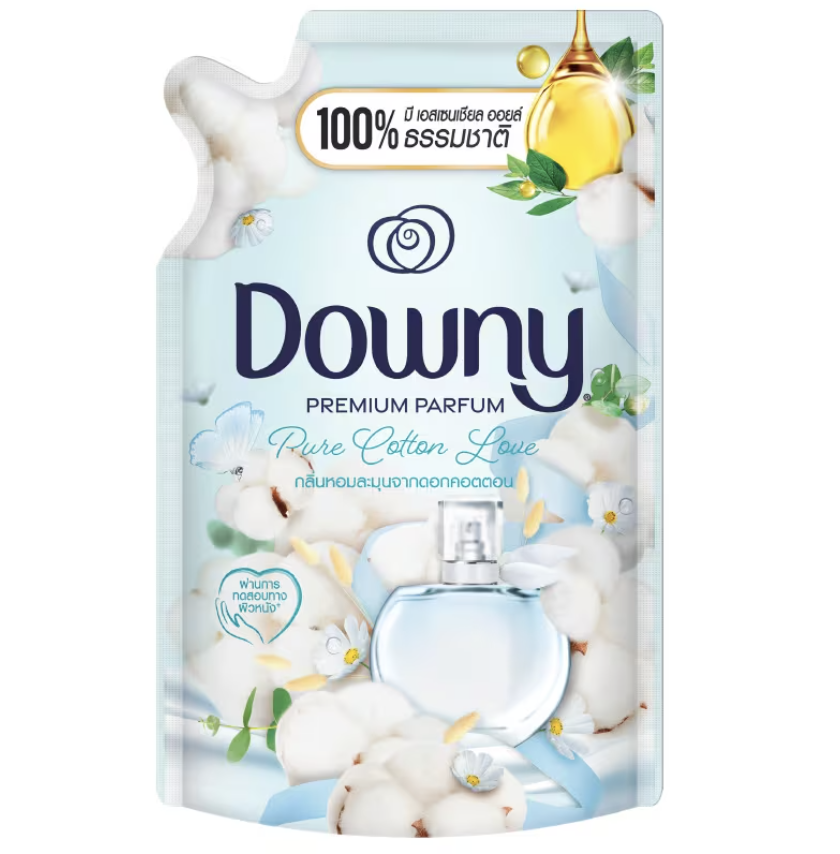 100% มี เอสเซนเชียล ออยล์
ธรรมชาติ
Downy®
PREMIUM PARFUM
Pure Cotton Love
กลิ่นหอมละมุนจากดอกคอตตอน
ผ่านการ
ทดสอบทาง
ผิวหนัง*